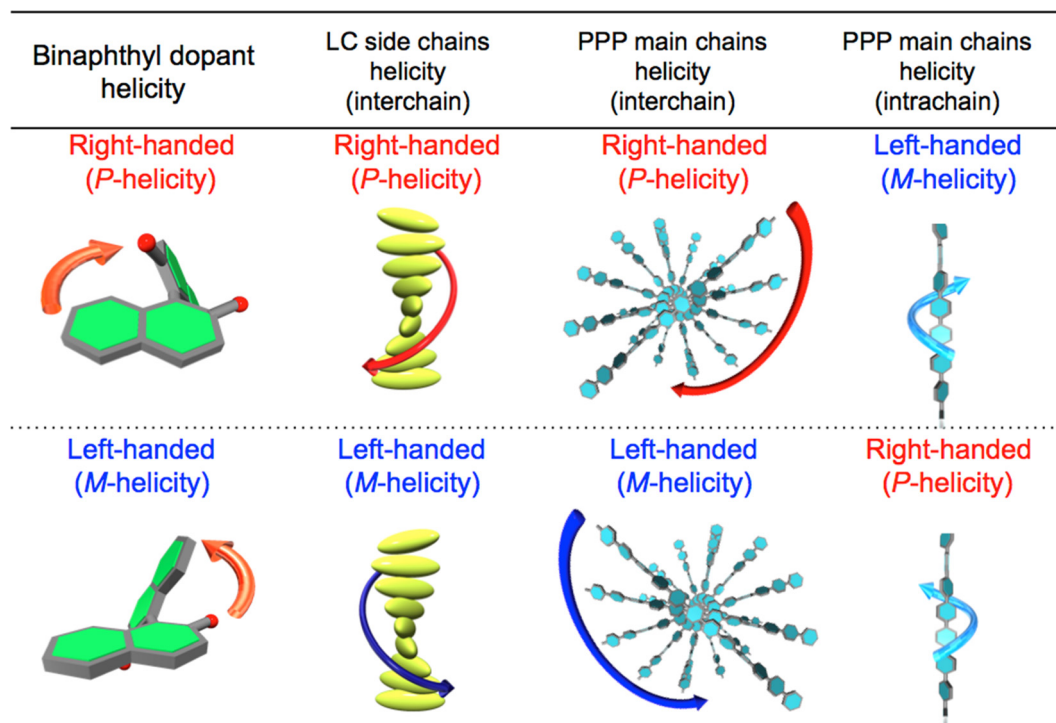 Binaphthyl dopant
helicity
LC side chains
helicity
(interchain)
PPP main chains
helicity
(interchain)
PPP main chains
helicity
(intrachain)
Right-handed
(P-helicity)
Right-handed
(P-helicity)
Right-handed
(P-helicity)
Left-handed
(M-helicity)
Left-handed
(M-helicity)
Left-handed
(M-helicity)
Left-handed
(M-helicity)
Right-handed
(P-helicity)